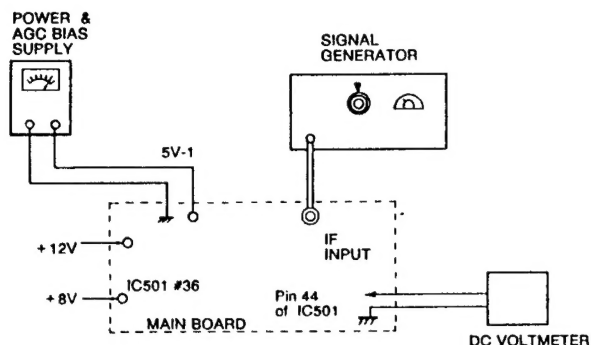 POWER &
AGC BIAS
SUPPLY
SIGNAL
GENERATOR
5V-1
IF
INPUT
+12V
IC501 #36
+8V
Pin 44
of IC501
MAIN BOARD
DC VOLTMETER